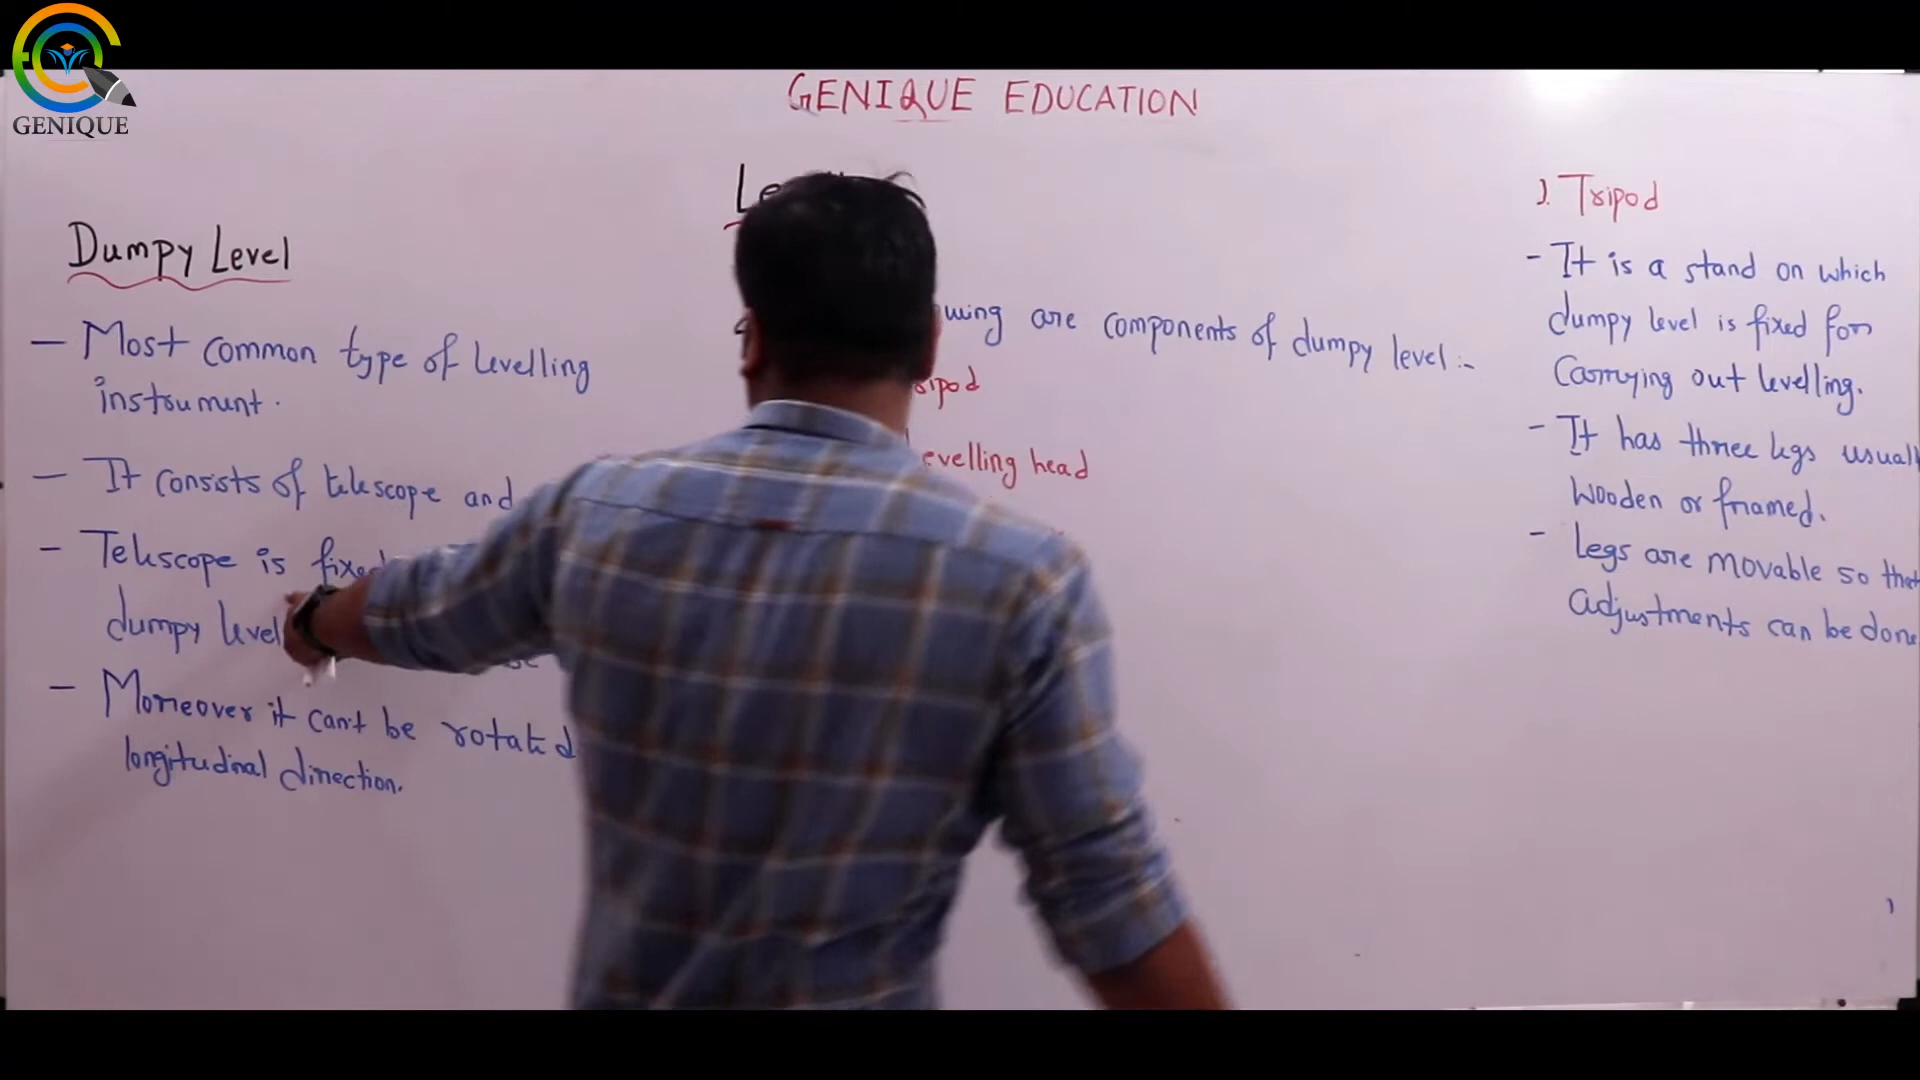 GENIQUE
GENIQUE EDUCATION
Dumpy Level
— Most common type of levelling
instrument.
— It consists of telescope and
- Telescope is fixed
dumpy level
- Moreover it can't be rotated
longitudinal direction.
are components of dumpy level :-
head
1. Tripod
- It is a stand on which
dumpy level is fixed for
Carrying out levelling.
- It has three legs
Wooden or framed.
- Legs are movable so
adjustments can be done